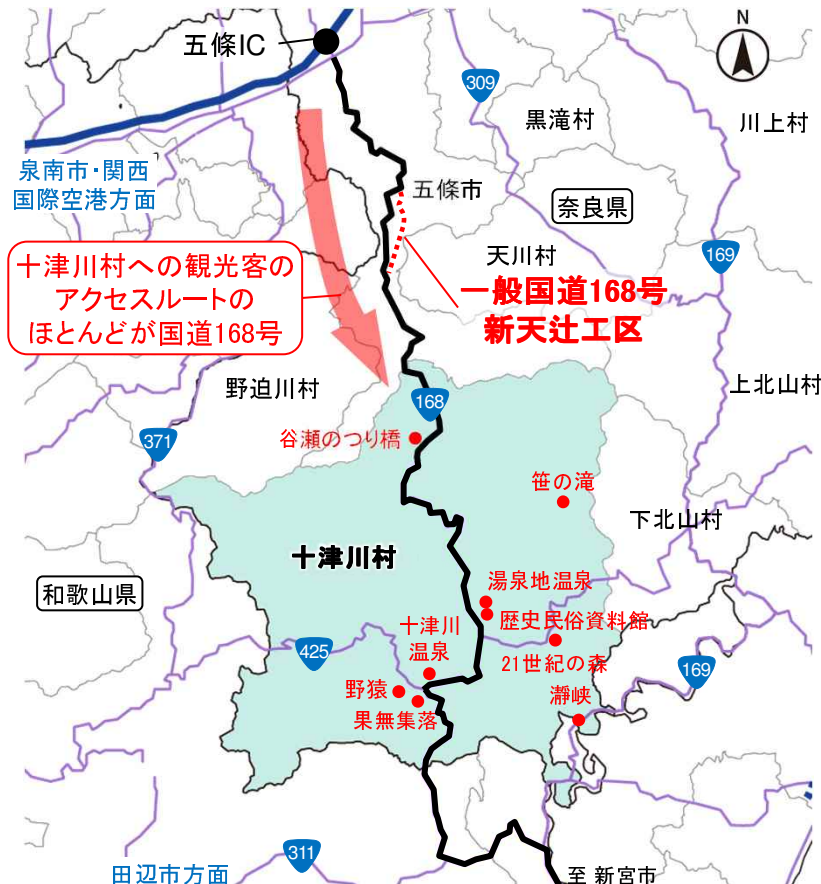 五條IC
N
309
黒滝村
川上村
泉南市・関西
国際空港方面
五條市
奈良県
天川村
169
十津川村への観光客の
アクセスルートの
ほとんどが国道168号
一般国道168号
新天辻工区
野迫川村
168
上北山村
371
谷瀬のつり橋
笹の滝
下北山村
十津川村
和歌山県
湯泉地温泉
歴史民俗資料館
十津川
温泉
425
21世紀の森
169
野猿
瀞峡
果無集落
311
田辺市方面
至 新宮市